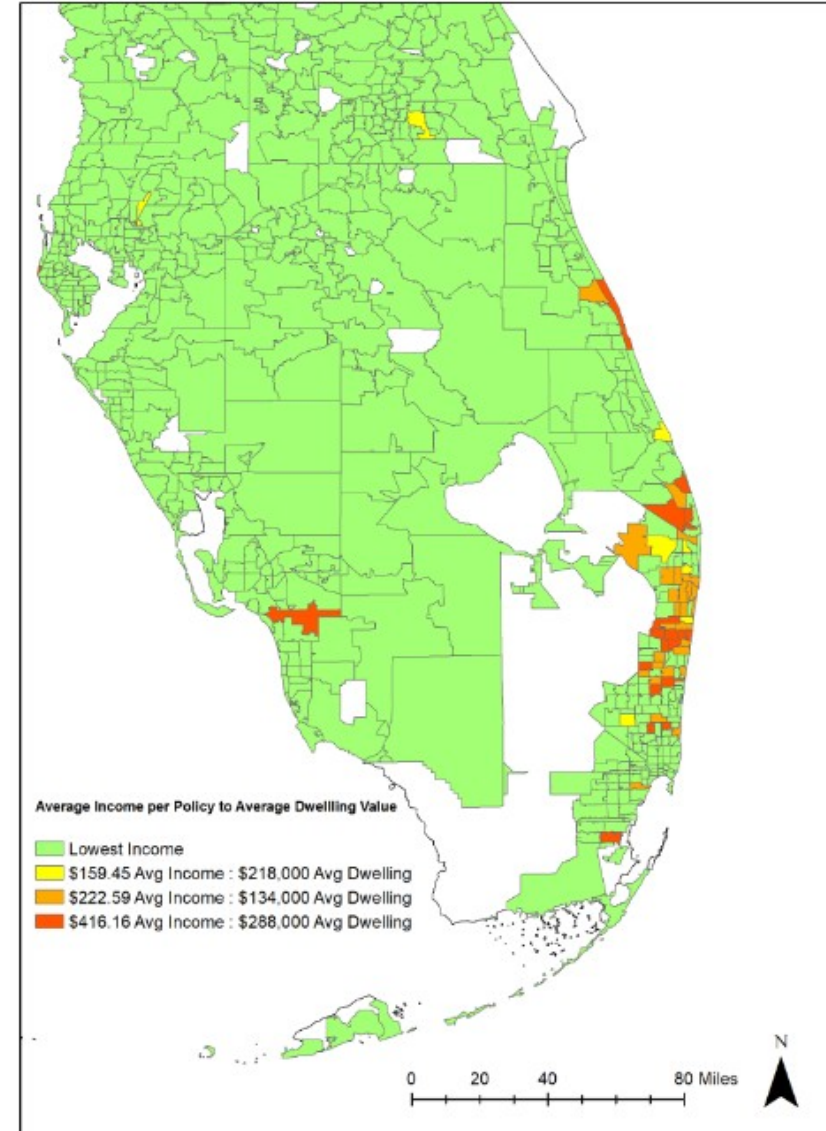 Average Income per Policy to Average Dwellling Value
Lowest Income
$159.45 Avg Income : $218,000 Avg Dwelling
$222.59 Avg Income : $134,000 Avg Dwelling
$416.16 Avg Income : $288,000 Avg Dwelling
N
0 20 40 80 Miles